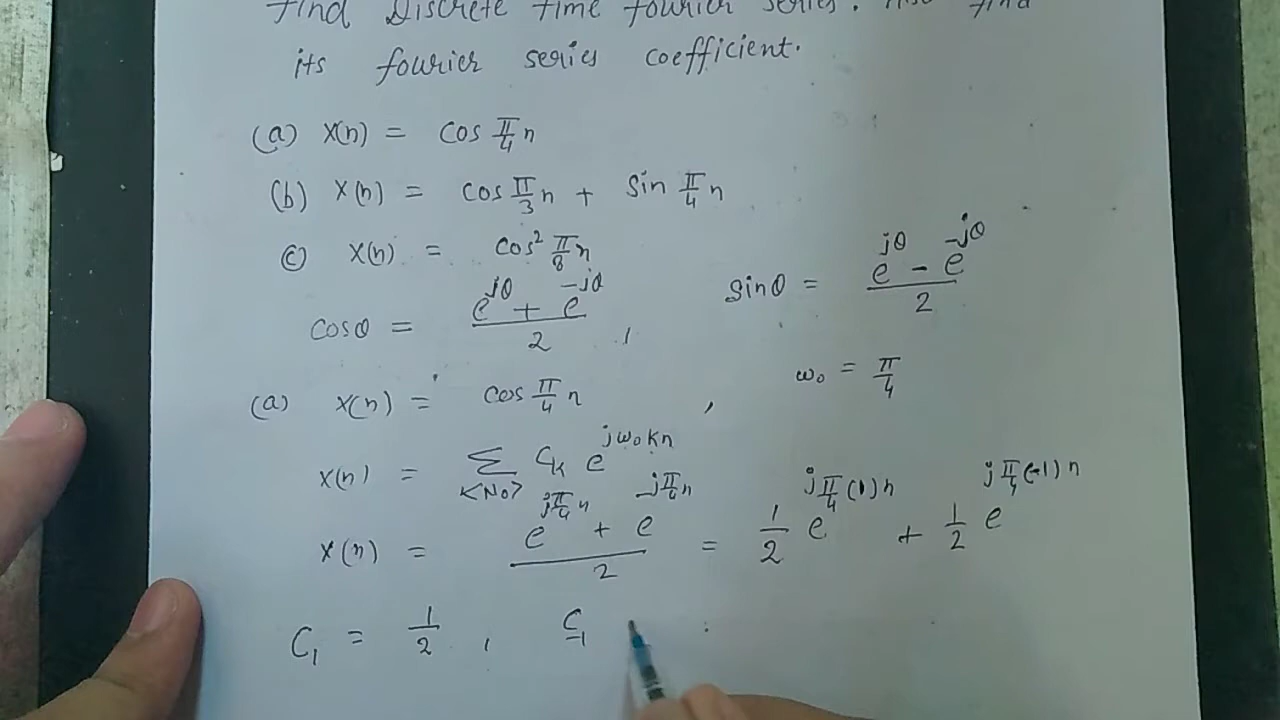 find Discrete time fourier series. Also find
its fourier series coefficient.
(a) x(n) = cos π/4 n
(b) x(n) = cos π/3 n + sin π/4 n
(c) x(n) = cos² π/8 n
cosθ = (e^jθ + e^-jθ)/2 , sinθ = (e^jθ - e^-jθ)/2
(a) x(n) = cos π/4 n , ω₀ = π/4
x(n) = Σ_<N₀> C_K e^(jω₀kn)
x(n) = (e^(jπ/4 n) + e^(-jπ/4 n))/2 = 1/2 e^(jπ/4(1)n) + 1/2 e^(jπ/4(-1)n)
C₁ = 1/2 , C₋₁